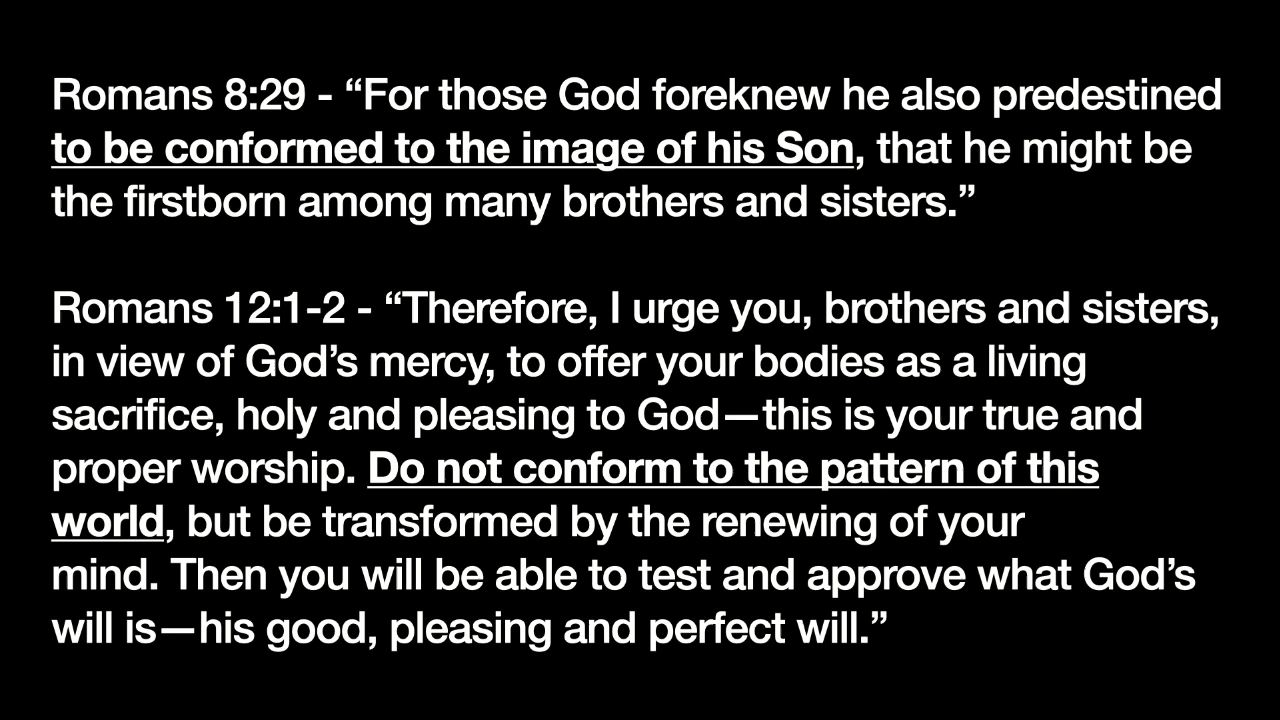 Romans 8:29 - “For those God foreknew he also predestined
to be conformed to the image of his Son, that he might be
the firstborn among many brothers and sisters.”
Romans 12:1-2 - “Therefore, I urge you, brothers and sisters,
in view of God’s mercy, to offer your bodies as a living
sacrifice, holy and pleasing to God—this is your true and
proper worship. Do not conform to the pattern of this
world, but be transformed by the renewing of your
mind. Then you will be able to test and approve what God’s
will is—his good, pleasing and perfect will.”